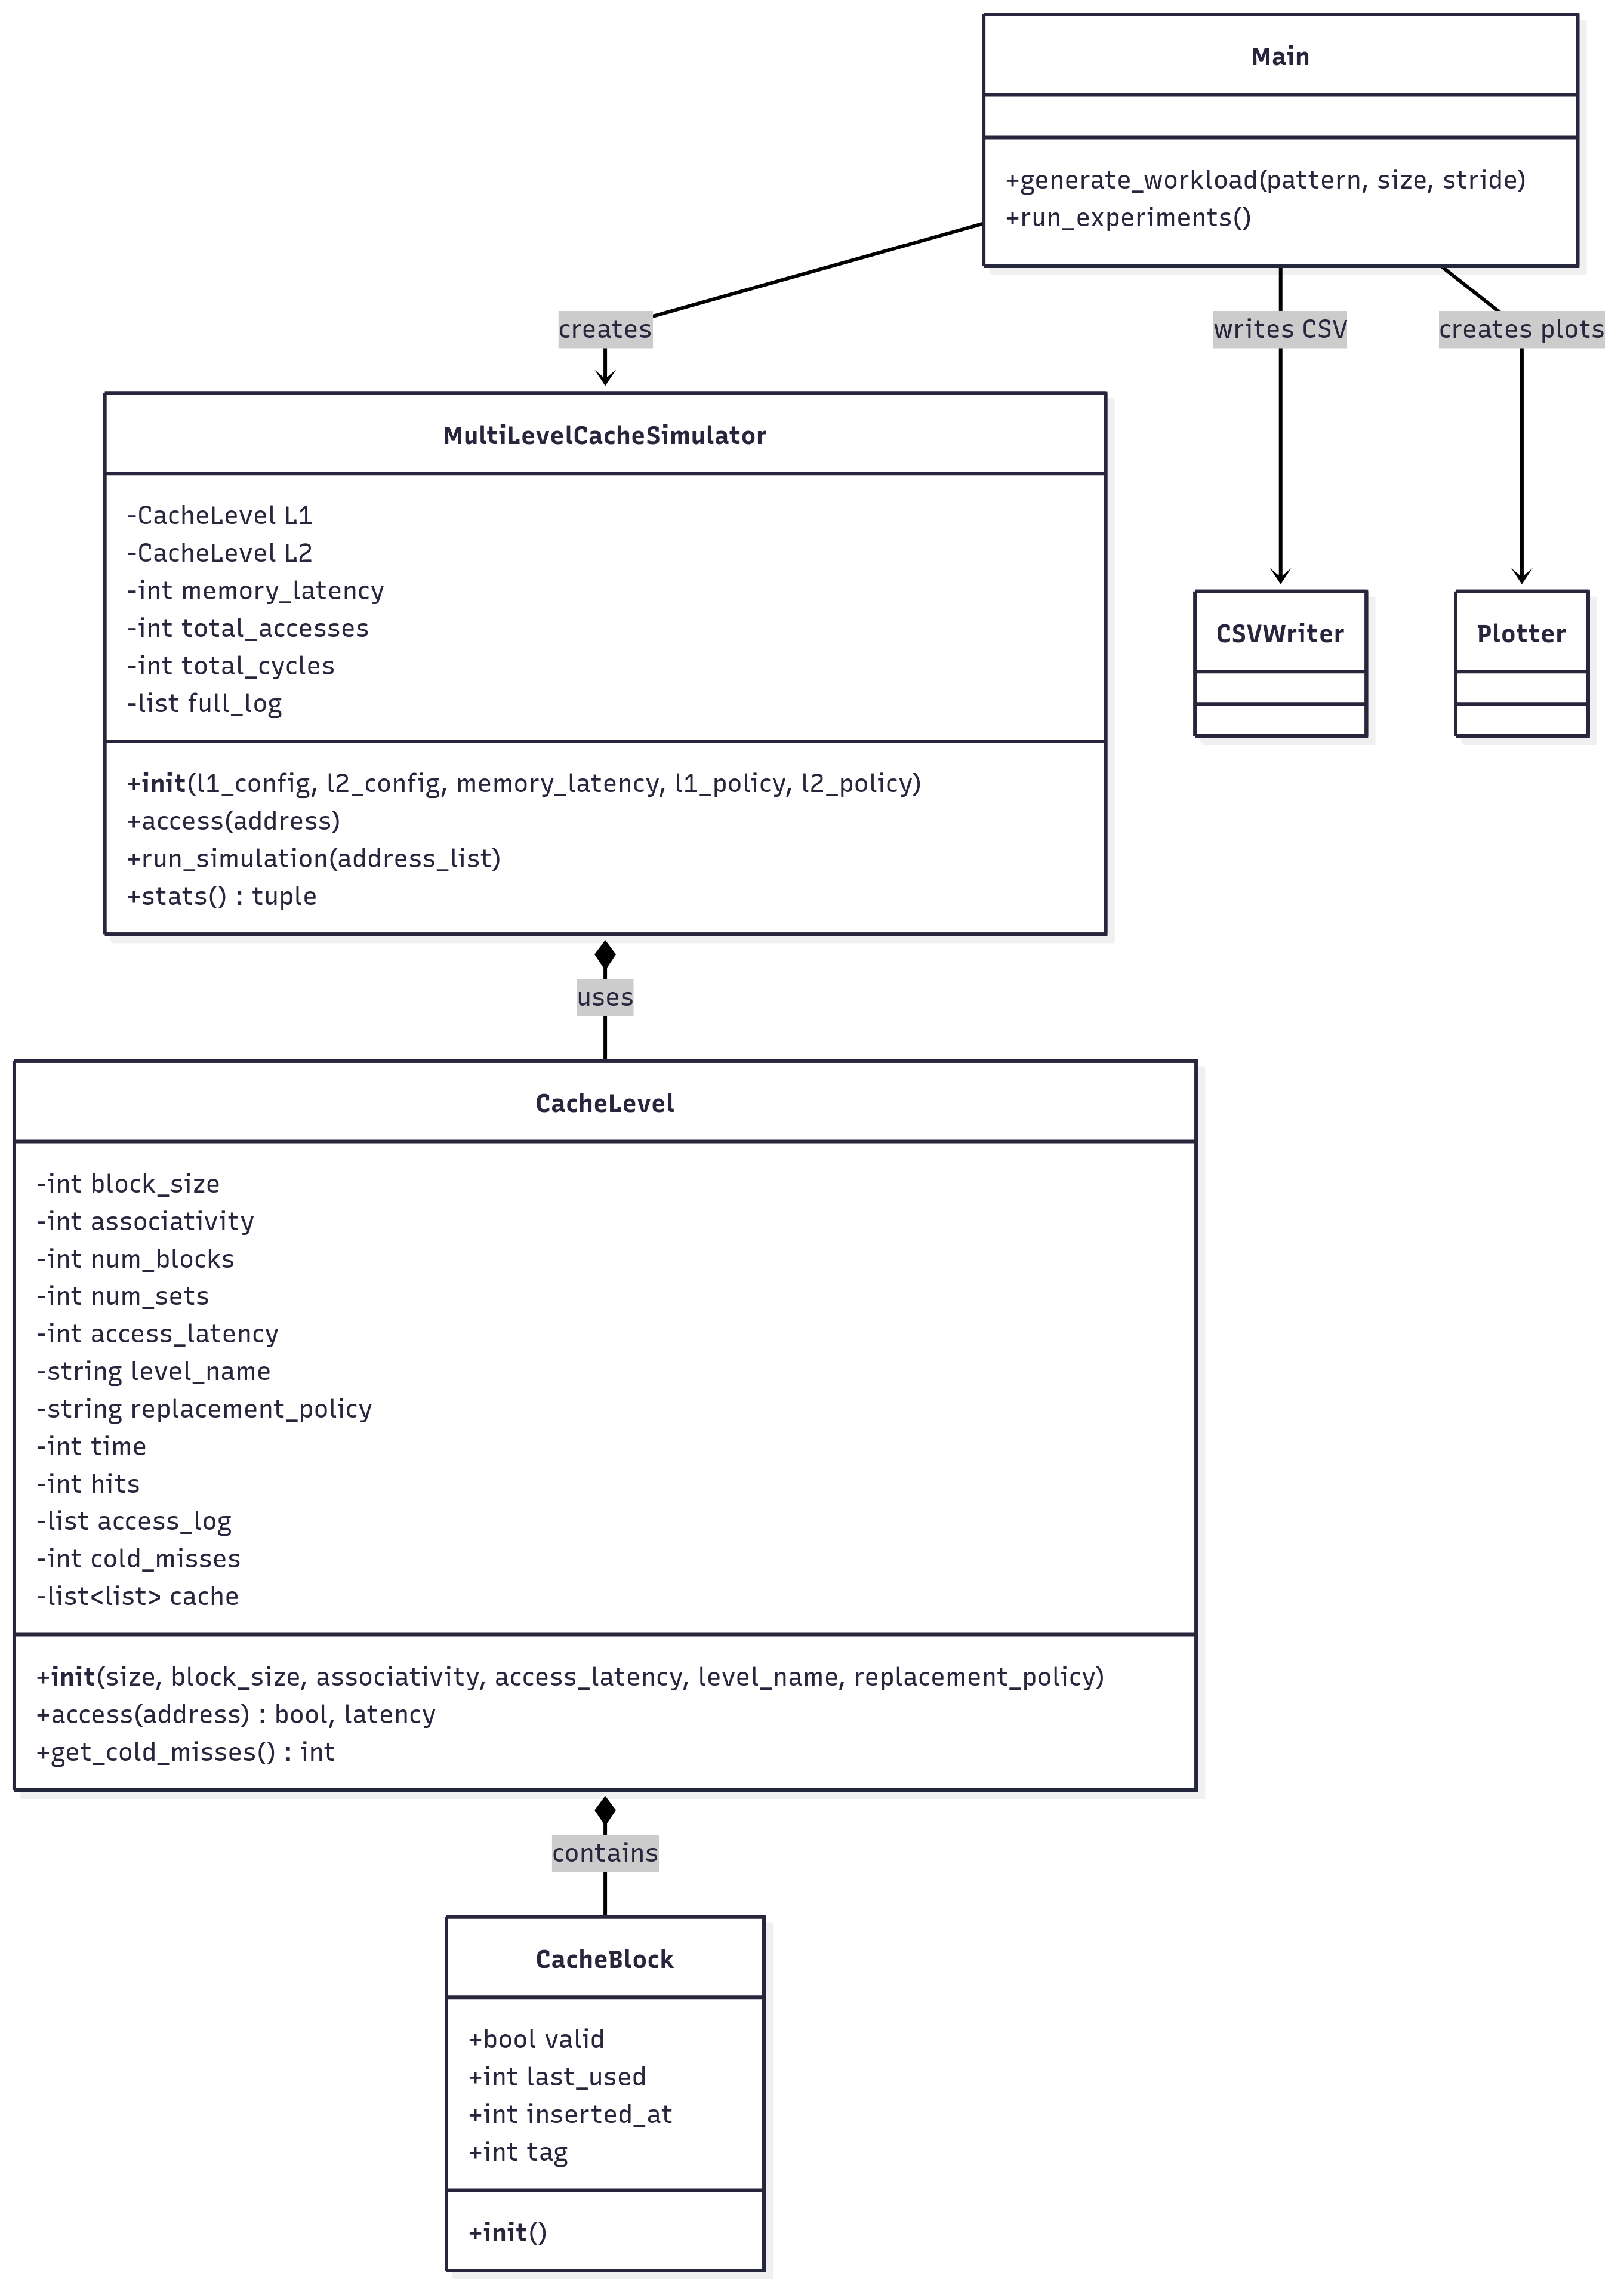 Main
+generate_workload(pattern, size, stride)
+run_experiments()
creates
writes CSV
creates plots
MultiLevelCacheSimulator
-CacheLevel L1
-CacheLevel L2
-int memory_latency
-int total_accesses
-int total_cycles
-list full_log
+init(l1_config, l2_config, memory_latency, l1_policy, l2_policy)
+access(address)
+run_simulation(address_list)
+stats() : tuple
CSVWriter
Plotter
uses
CacheLevel
-int block_size
-int associativity
-int num_blocks
-int num_sets
-int access_latency
-string level_name
-string replacement_policy
-int time
-int hits
-list access_log
-int cold_misses
-list<list> cache
+init(size, block_size, associativity, access_latency, level_name, replacement_policy)
+access(address) : bool, latency
+get_cold_misses() : int
contains
CacheBlock
+bool valid
+int last_used
+int inserted_at
+int tag
+init()